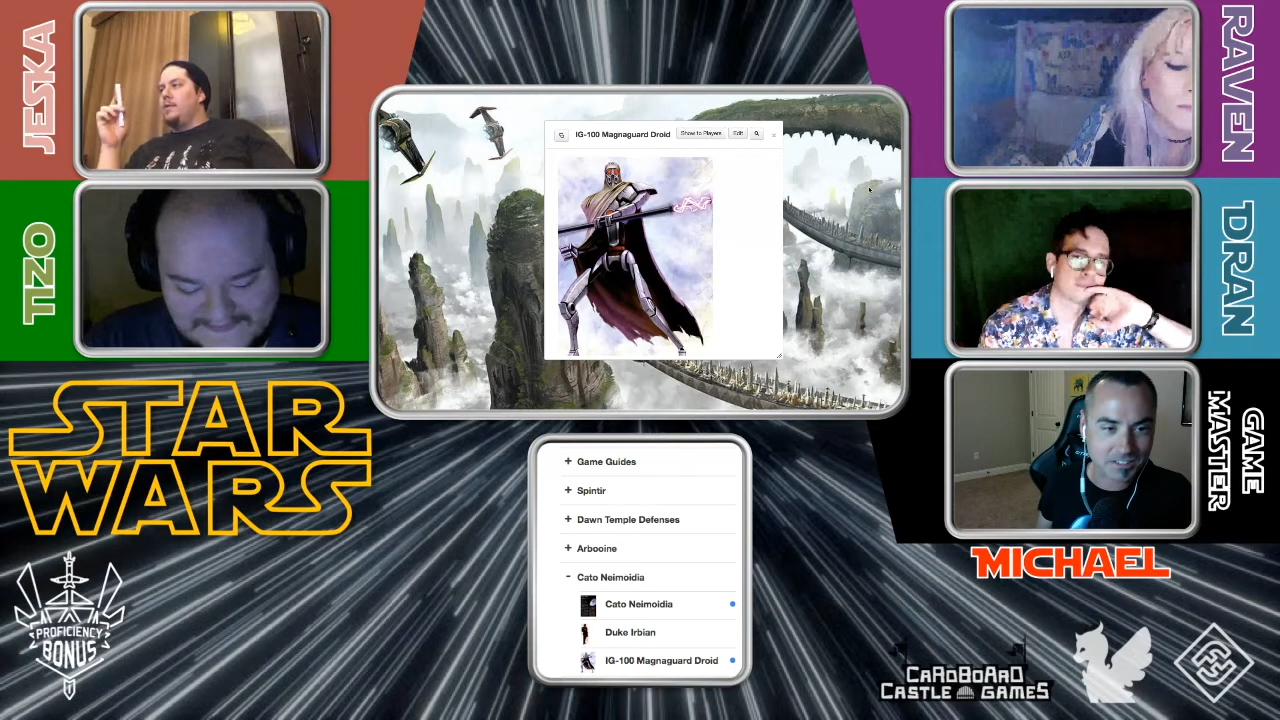 JESKA
TIZO
RAVEN
DRAN
GAME
MASTER
MICHAEL
IG-100 Magnaguard Droid
Show to Players
Edit
STAR
WARS
+ Game Guides
+ Spintir
+ Dawn Temple Defenses
+ Arbooine
- Cato Neimoidia
Cato Neimoidia
Duke Irbian
IG-100 Magnaguard Droid
PROFICIENCY
BONUS
CARDBOARD
CASTLE GAMES